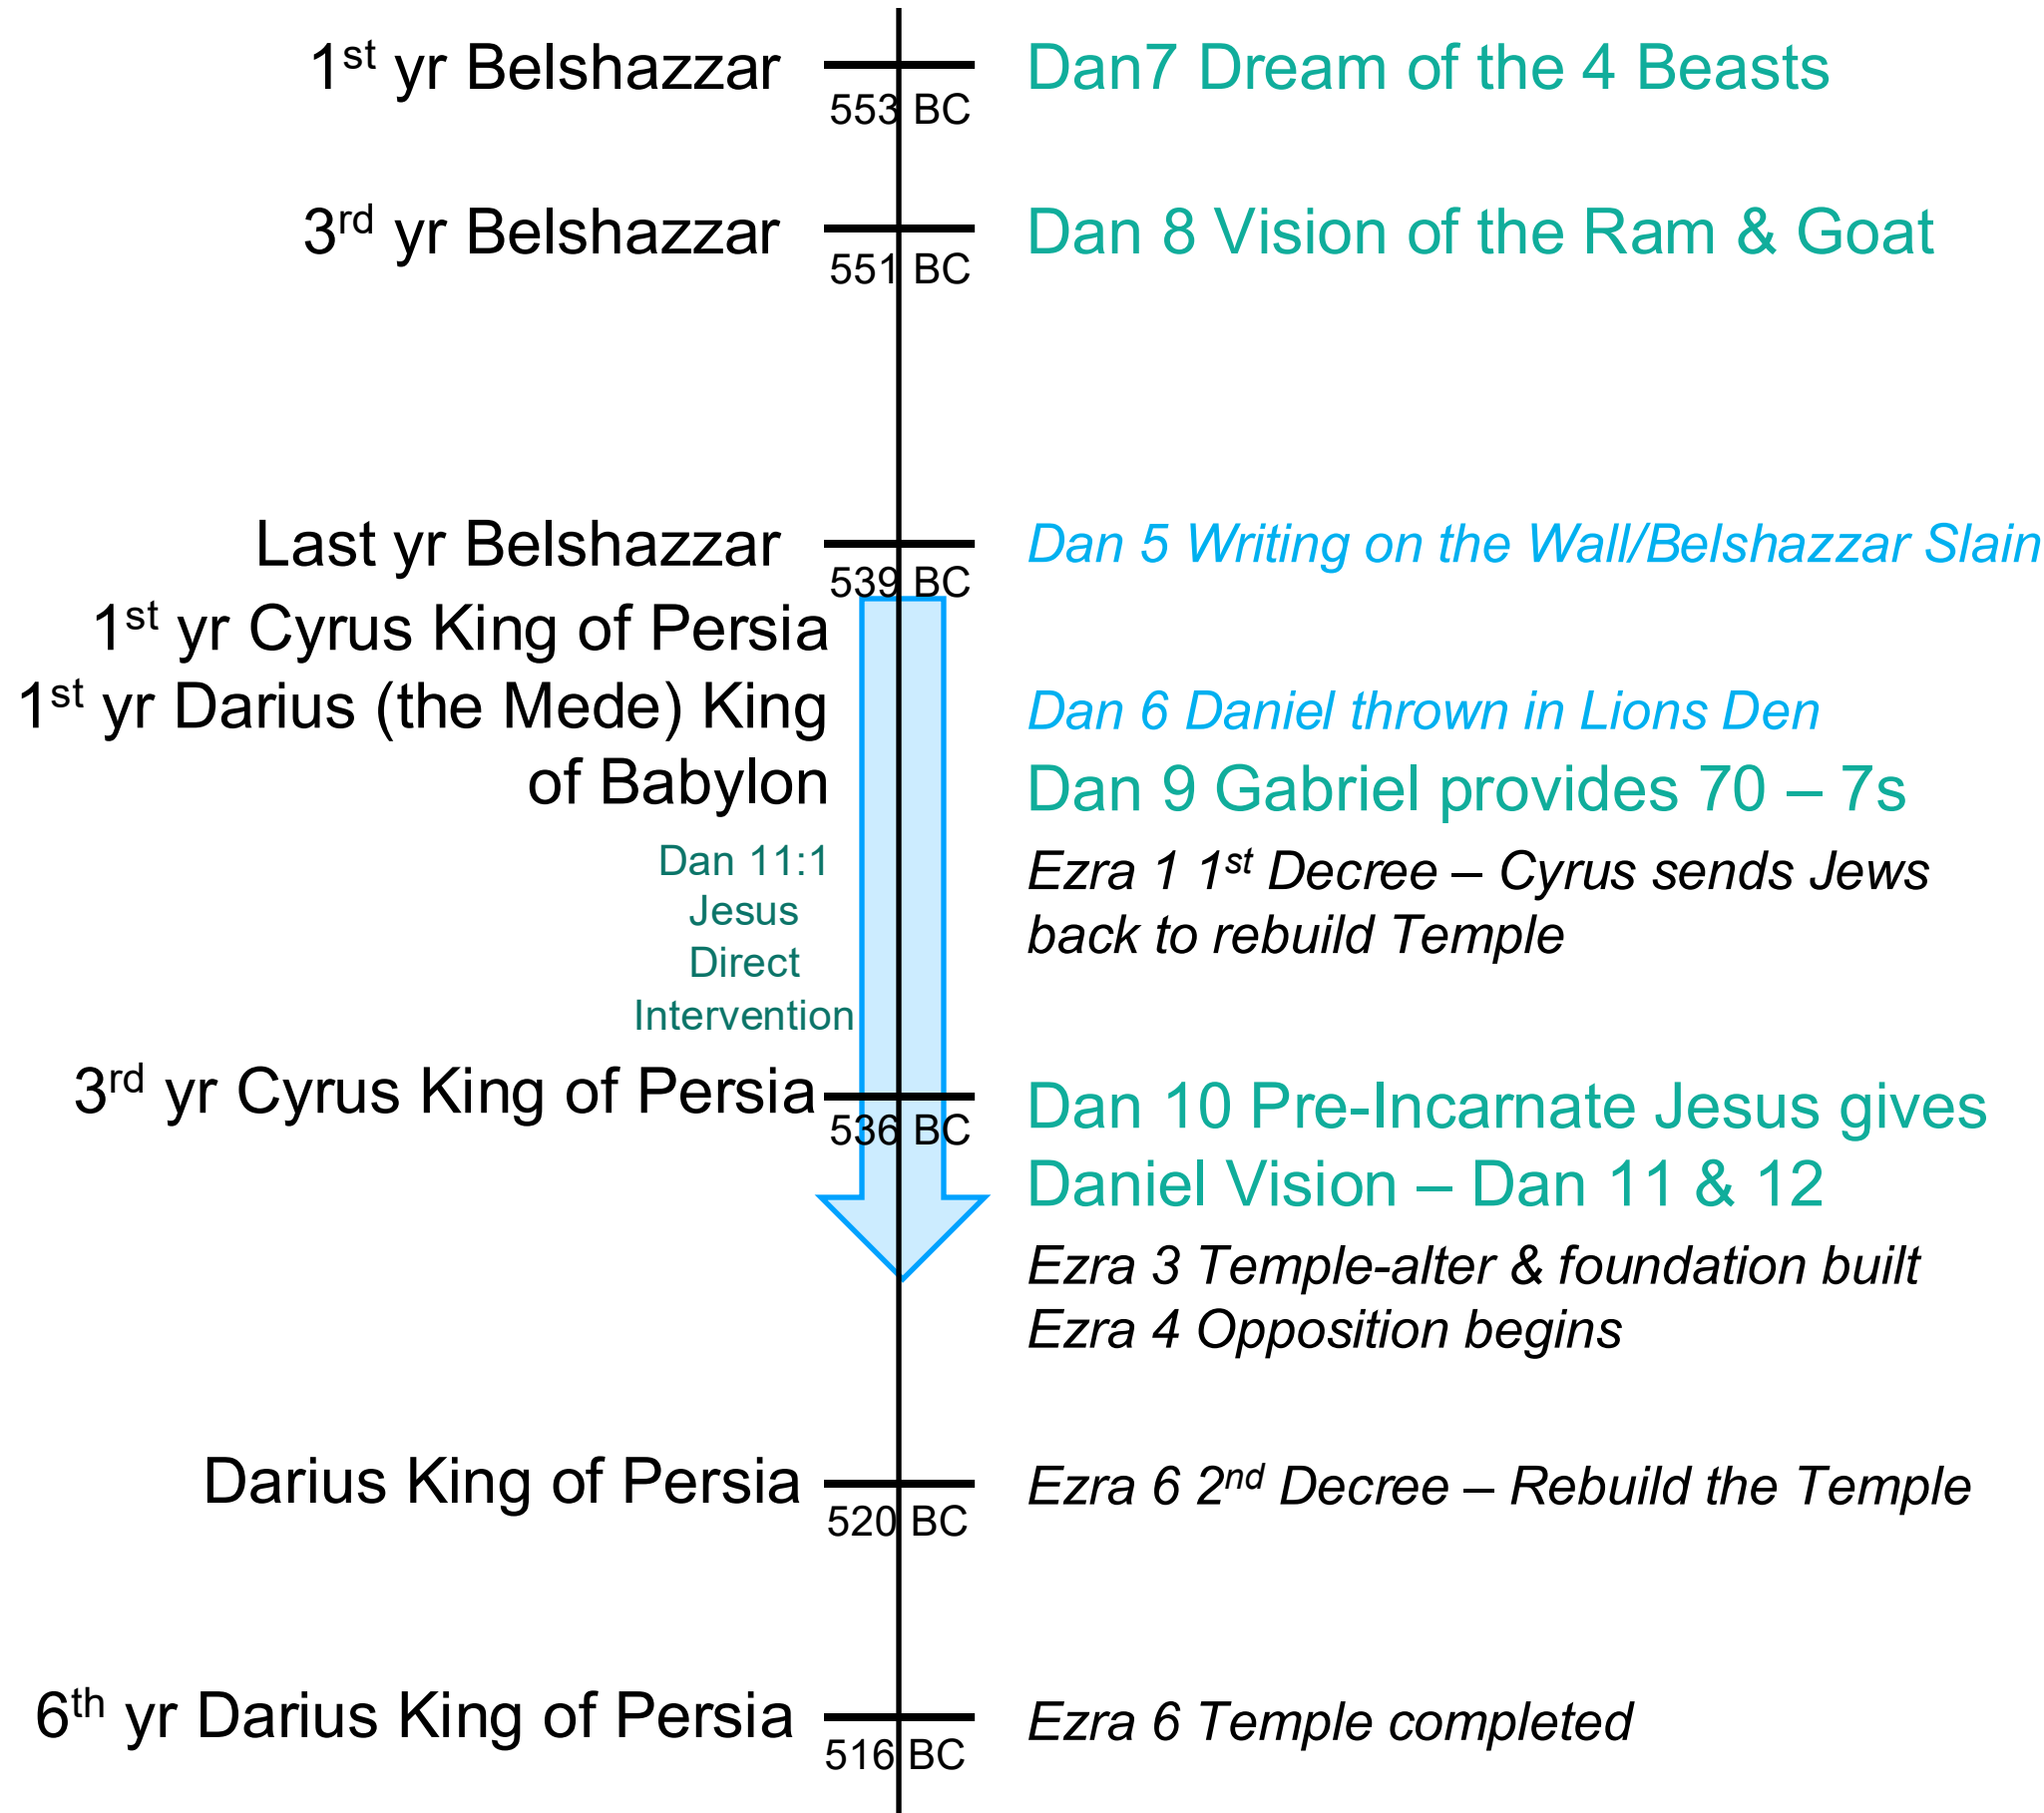 1st yr Belshazzar
553 BC
Dan7 Dream of the 4 Beasts
3rd yr Belshazzar
551 BC
Dan 8 Vision of the Ram & Goat
Last yr Belshazzar
539 BC
Dan 5 Writing on the Wall/Belshazzar Slain
1st yr Cyrus King of Persia
1st yr Darius (the Mede) King
of Babylon
Dan 6 Daniel thrown in Lions Den
Dan 9 Gabriel provides 70 – 7s
Dan 11:1
Jesus
Direct
Intervention
Ezra 1 1st Decree – Cyrus sends Jews
back to rebuild Temple
3rd yr Cyrus King of Persia
536 BC
Dan 10 Pre-Incarnate Jesus gives
Daniel Vision – Dan 11 & 12
Ezra 3 Temple-alter & foundation built
Ezra 4 Opposition begins
Darius King of Persia
520 BC
Ezra 6 2nd Decree – Rebuild the Temple
6th yr Darius King of Persia
516 BC
Ezra 6 Temple completed